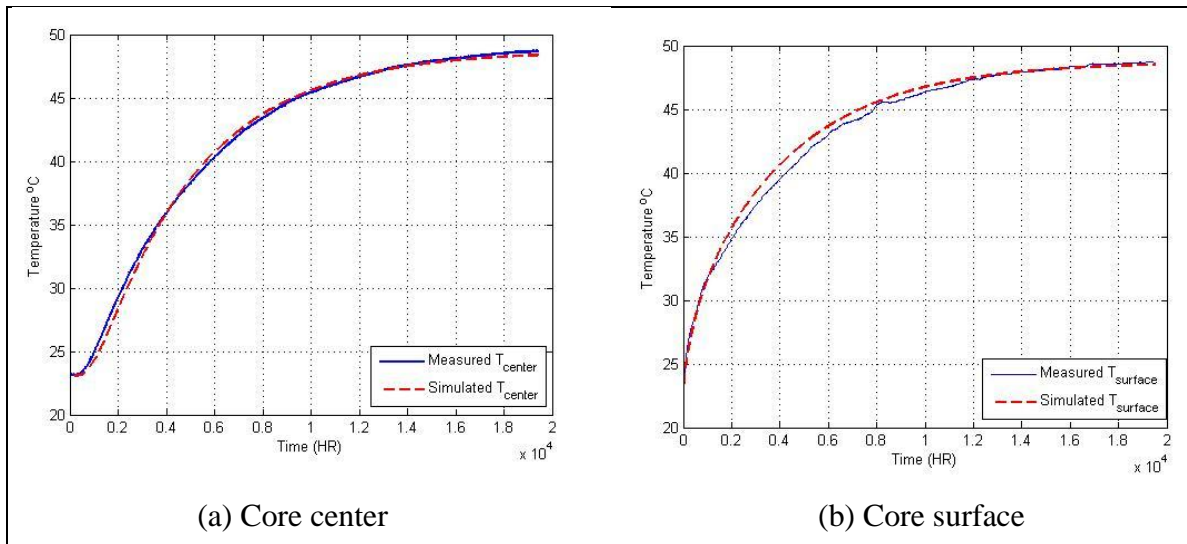 50
45
40
35
30
25
20
Temperature °C
Measured T_center
Simulated T_center
0 0.2 0.4 0.6 0.8 1 1.2 1.4 1.6 1.8 2
Time (HR)
x 10^4
(a) Core center
50
45
40
35
30
25
20
Temperature °C
Measured T_surface
Simulated T_surface
0 0.2 0.4 0.6 0.8 1 1.2 1.4 1.6 1.8 2
Time (HR)
x 10^4
(b) Core surface